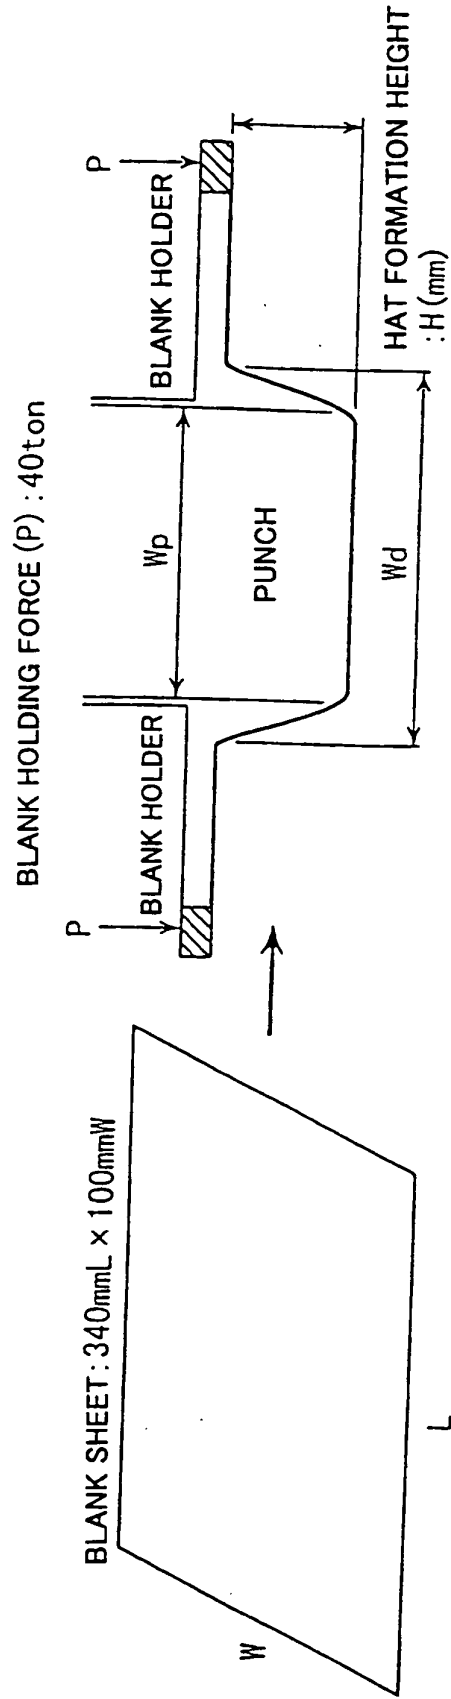 BLANK SHEET : 340mmL × 100mmW
W
L
BLANK HOLDING FORCE (P) : 40ton
P
BLANK HOLDER
Wp
PUNCH
Wd
BLANK HOLDER
P
HAT FORMATION HEIGHT
: H (mm)